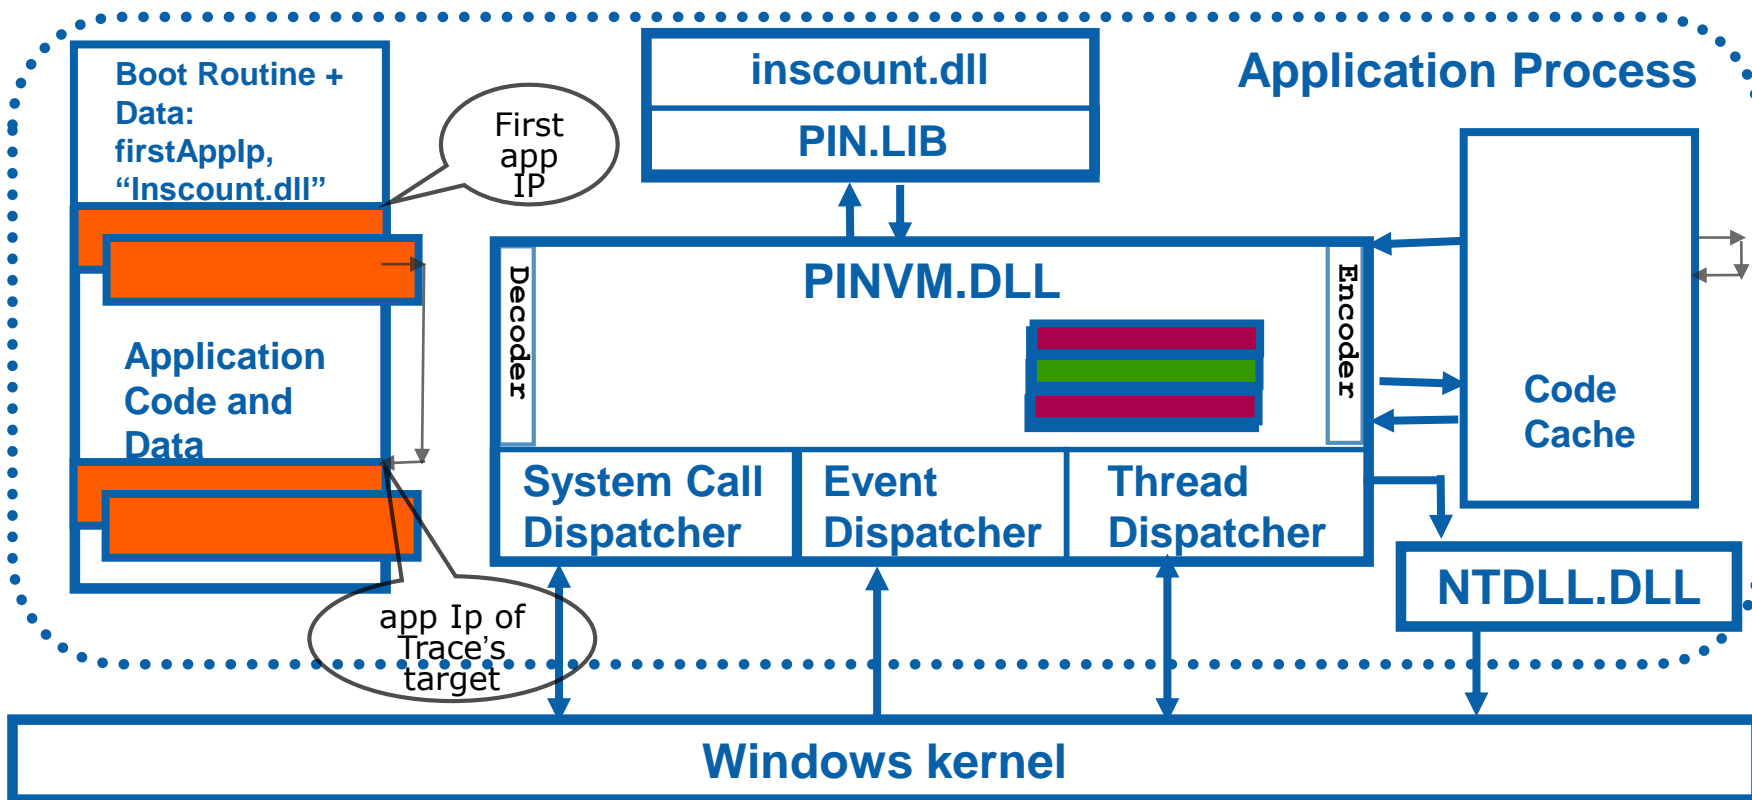 Boot Routine +
Data:
firstAppIp,
“Inscount.dll”
First
app
IP
inscount.dll
PIN.LIB
Application Process
Decoder
PINVM.DLL
Encoder
Application
Code and
Data
Code
Cache
System Call
Dispatcher
Event
Dispatcher
Thread
Dispatcher
NTDLL.DLL
app Ip of
Trace’s
target
Windows kernel